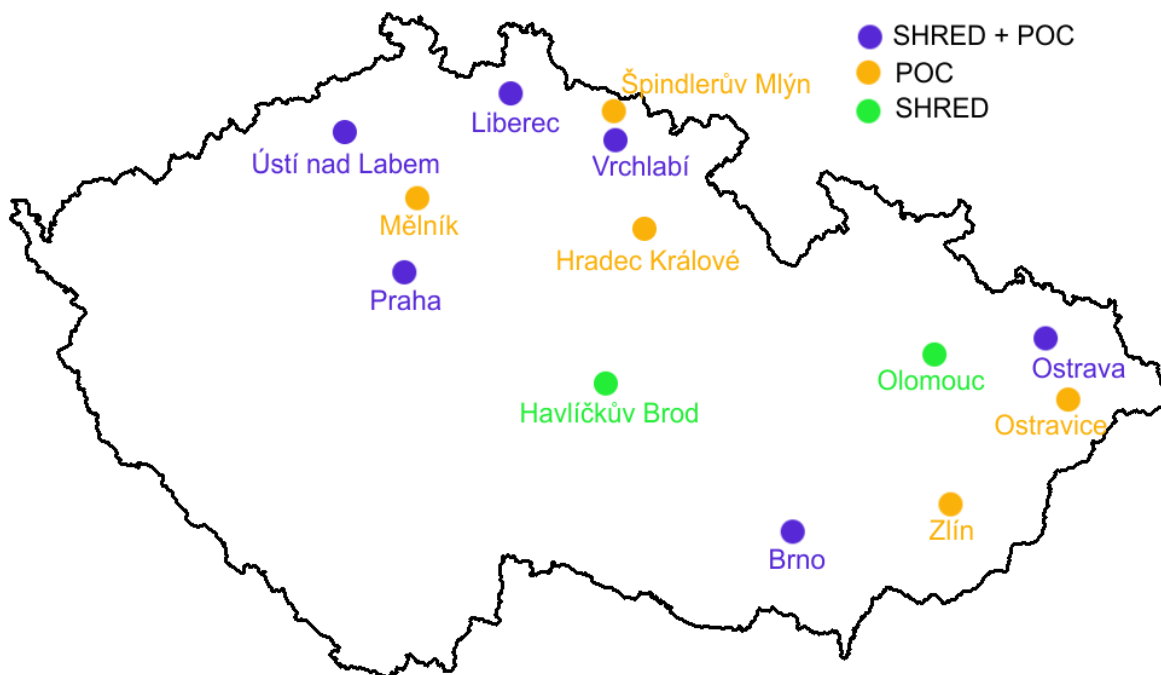 SHRED + POC
POC
SHRED
Špindlerův Mlýn
Liberec
Vrchlabí
Ústí nad Labem
Mělník
Hradec Králové
Praha
Ostrava
Olomouc
Havlíčkův Brod
Ostravice
Zlín
Brno